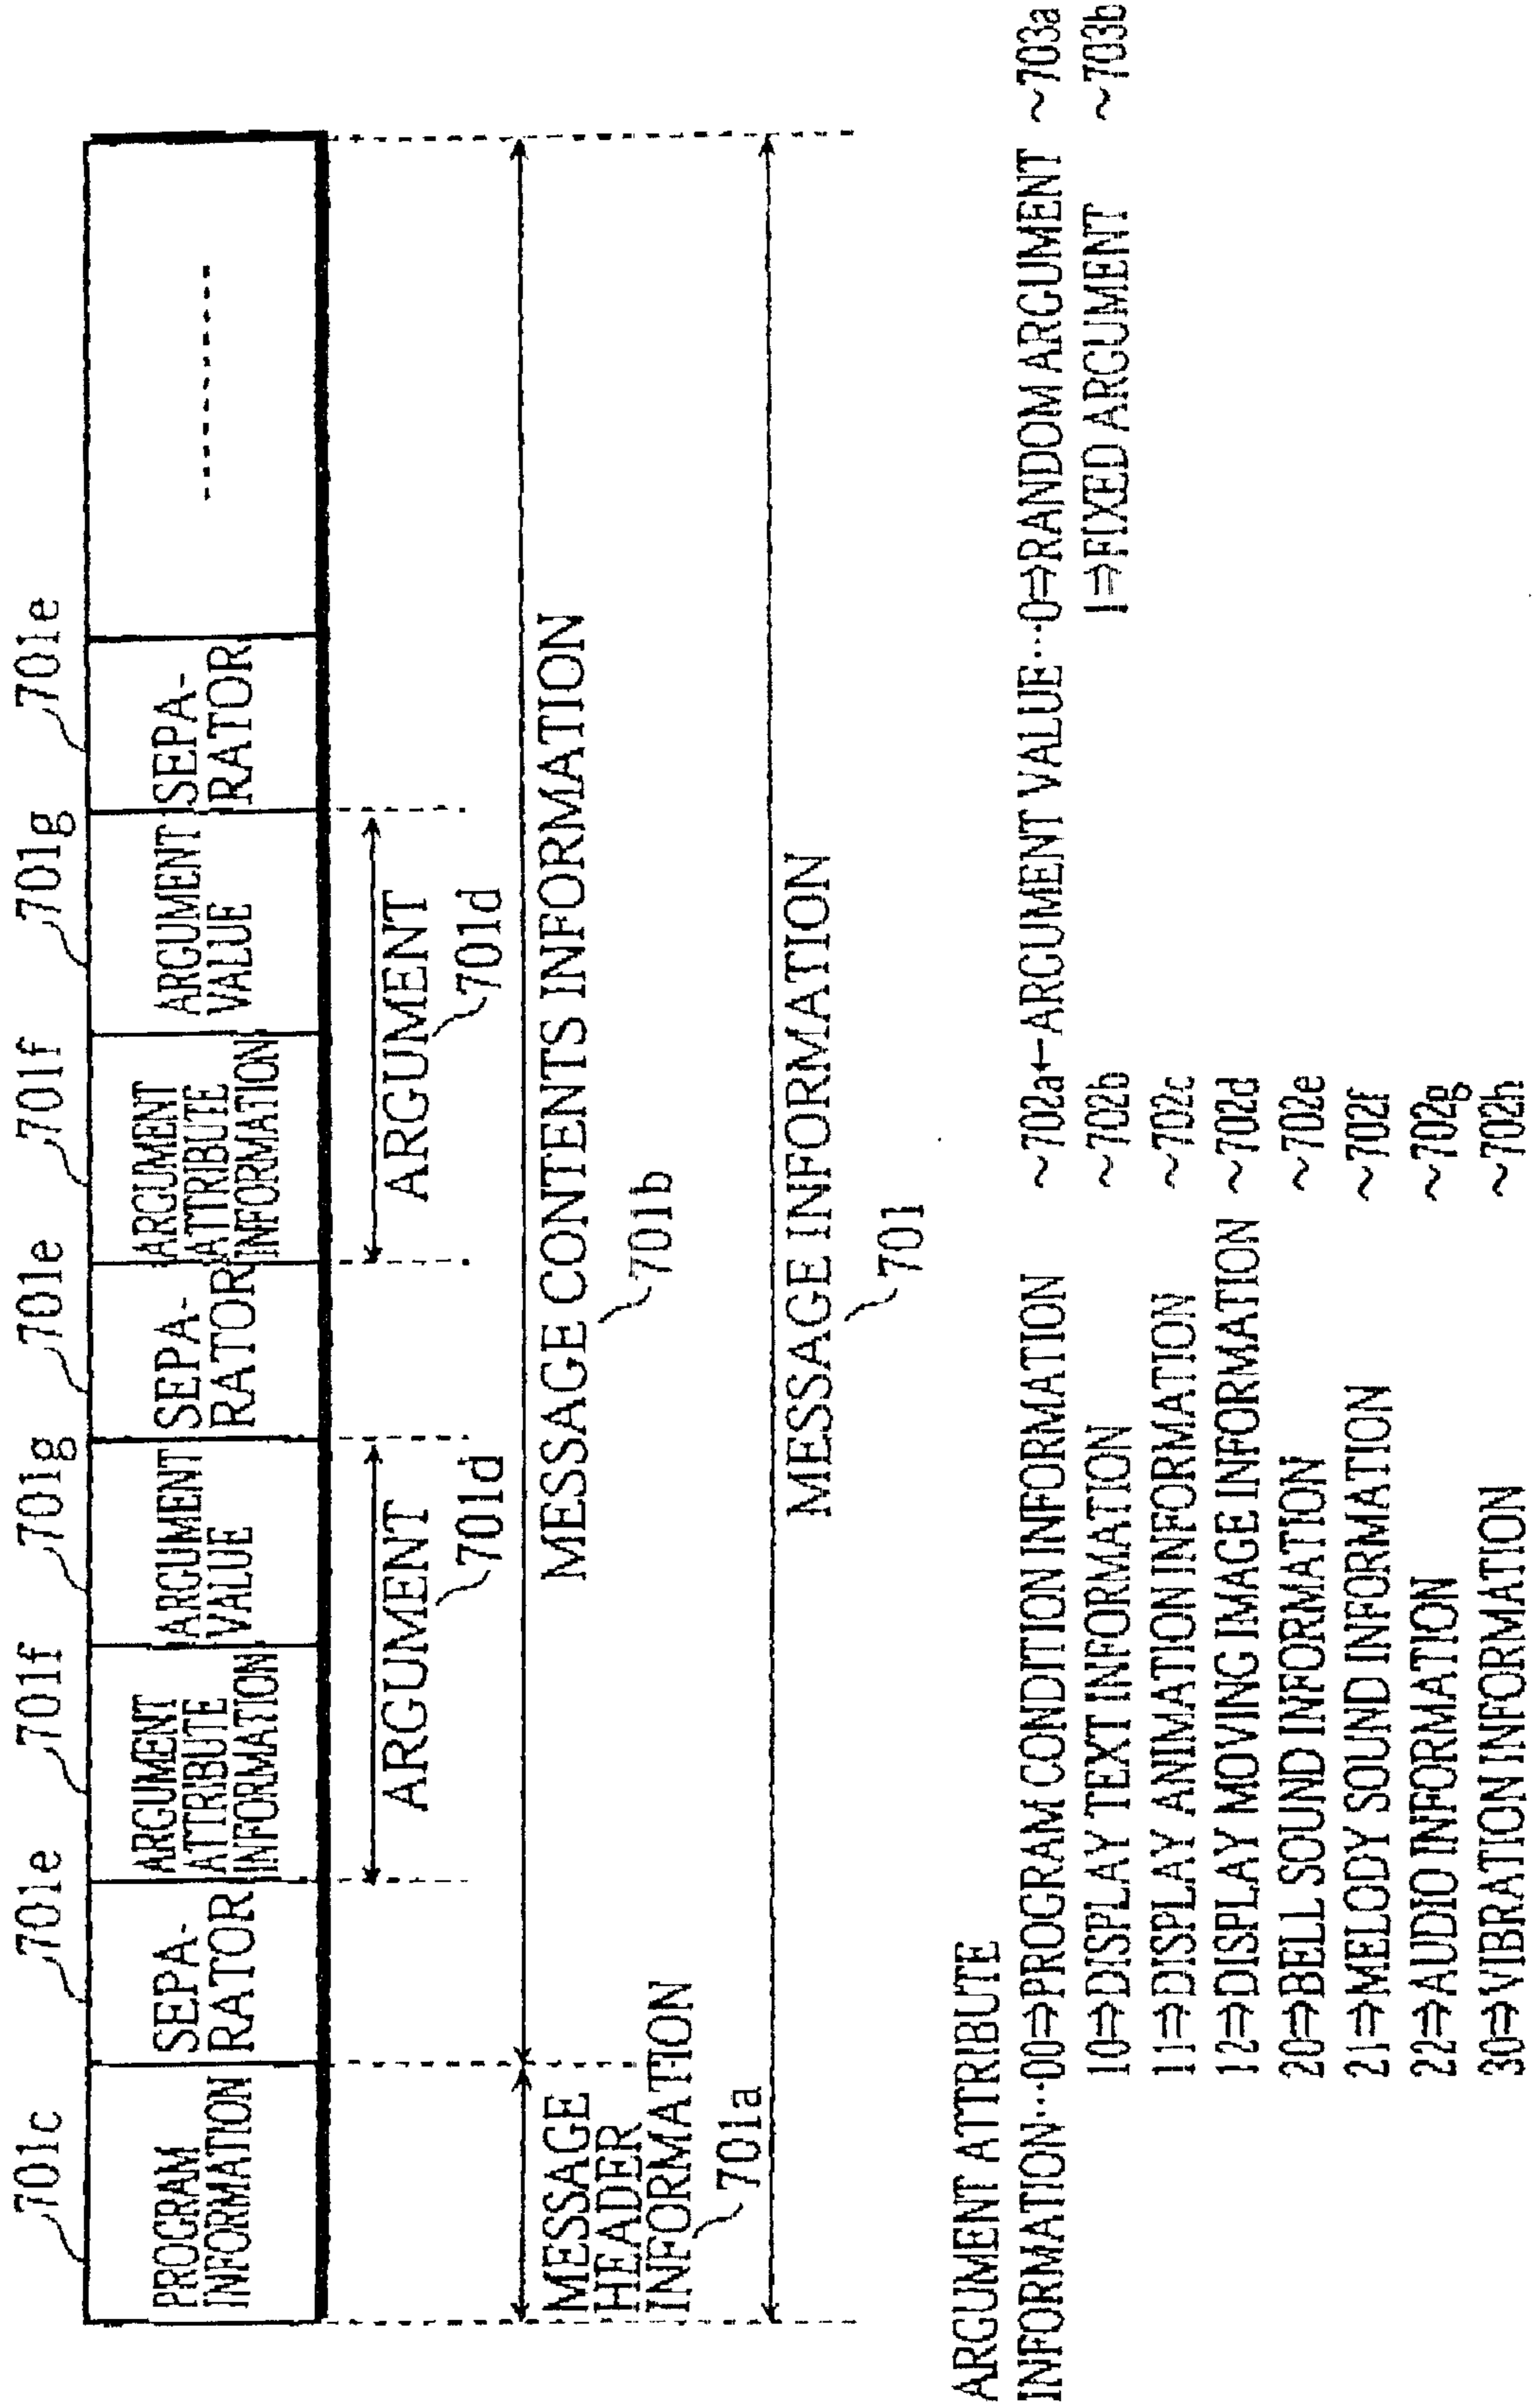 701c 701e 701f 701g 701e 701f 701g 701e
PROGRAM
INFORMATION
SEPA-
RATOR
ARGUMENT
ATTRIBUTE
INFORMATION
ARGUMENT
VALUE
SEPA-
RATOR
ARGUMENT
ATTRIBUTE
INFORMATION
ARGUMENT
VALUE
SEPA-
RATOR
ARGUMENT
701d
ARGUMENT
701d
MESSAGE
HEADER
INFORMATION
701a
MESSAGE CONTENTS INFORMATION
701b
MESSAGE INFORMATION
701
ARGUMENT ATTRIBUTE
INFORMATION···00⇒PROGRAM CONDITION INFORMATION ~702a←ARGUMENT VALUE···0⇒RANDOM ARGUMENT ~703a
10⇒DISPLAY TEXT INFORMATION ~702b 1⇒FIXED ARGUMENT ~703b
11⇒DISPLAY ANIMATION INFORMATION ~702c
12⇒DISPLAY MOVING IMAGE INFORMATION ~702d
20⇒BELL SOUND INFORMATION ~702e
21⇒MELODY SOUND INFORMATION ~702f
22⇒AUDIO INFORMATION ~702g
30⇒VIBRATION INFORMATION ~702h